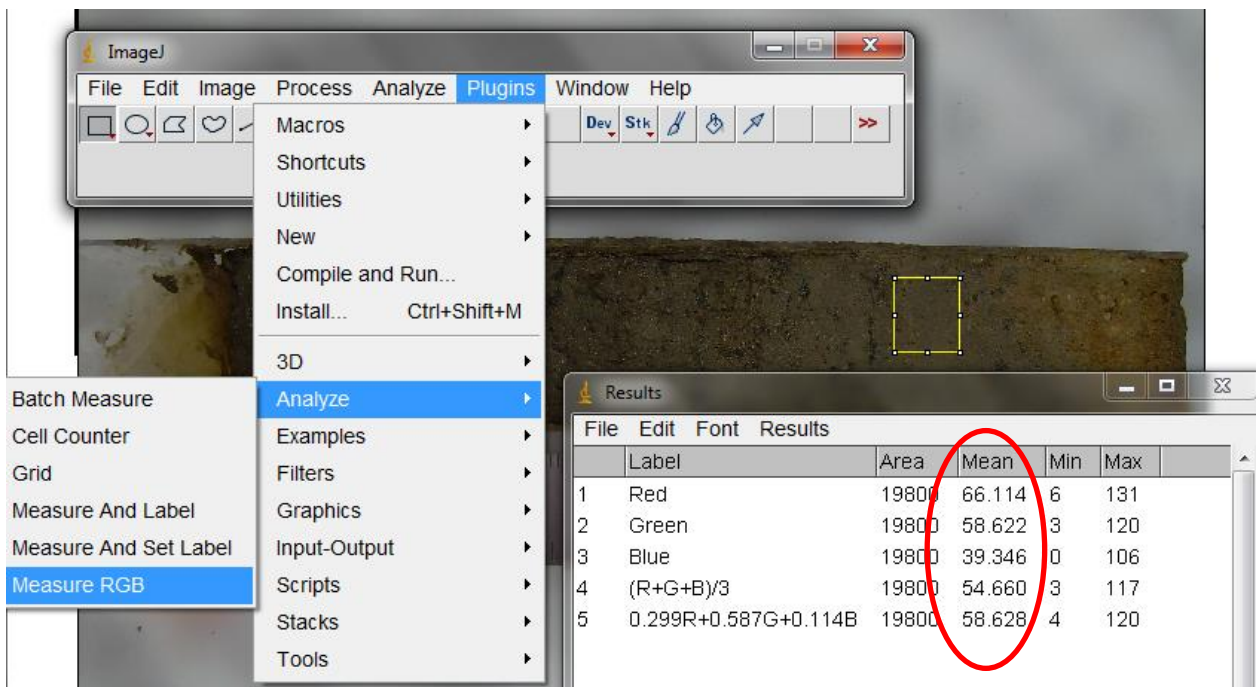 ImageJ
File Edit Image Process Analyze Plugins Window Help
Dev Stk >>
Macros
Shortcuts
Utilities
New
Compile and Run...
Install... Ctrl+Shift+M
3D
Analyze
Examples
Filters
Graphics
Input-Output
Scripts
Stacks
Tools
Batch Measure
Cell Counter
Grid
Measure And Label
Measure And Set Label
Measure RGB
Results
File Edit Font Results
Label Area Mean Min Max
1 Red 19800 66.114 6 131
2 Green 19800 58.622 3 120
3 Blue 19800 39.346 0 106
4 (R+G+B)/3 19800 54.660 3 117
5 0.299R+0.587G+0.114B 19800 58.628 4 120